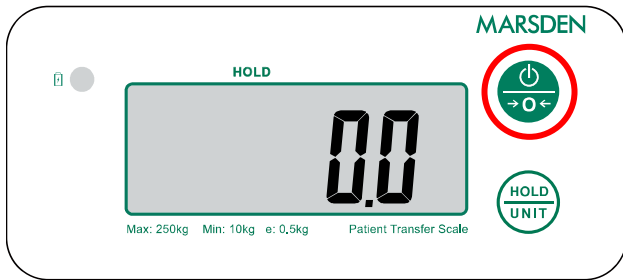 MARSDEN
HOLD
0.0
→0←
HOLD
UNIT
Max: 250kg Min: 10kg e: 0.5kg Patient Transfer Scale